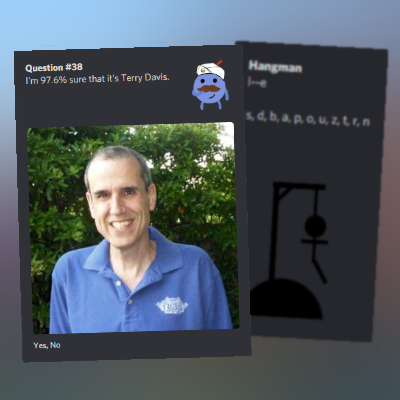 Question #38
I'm 97.6% sure that it's Terry Davis.
Yes, No
Hangman
s, d, b, a, p, o, u, z, t, r, n